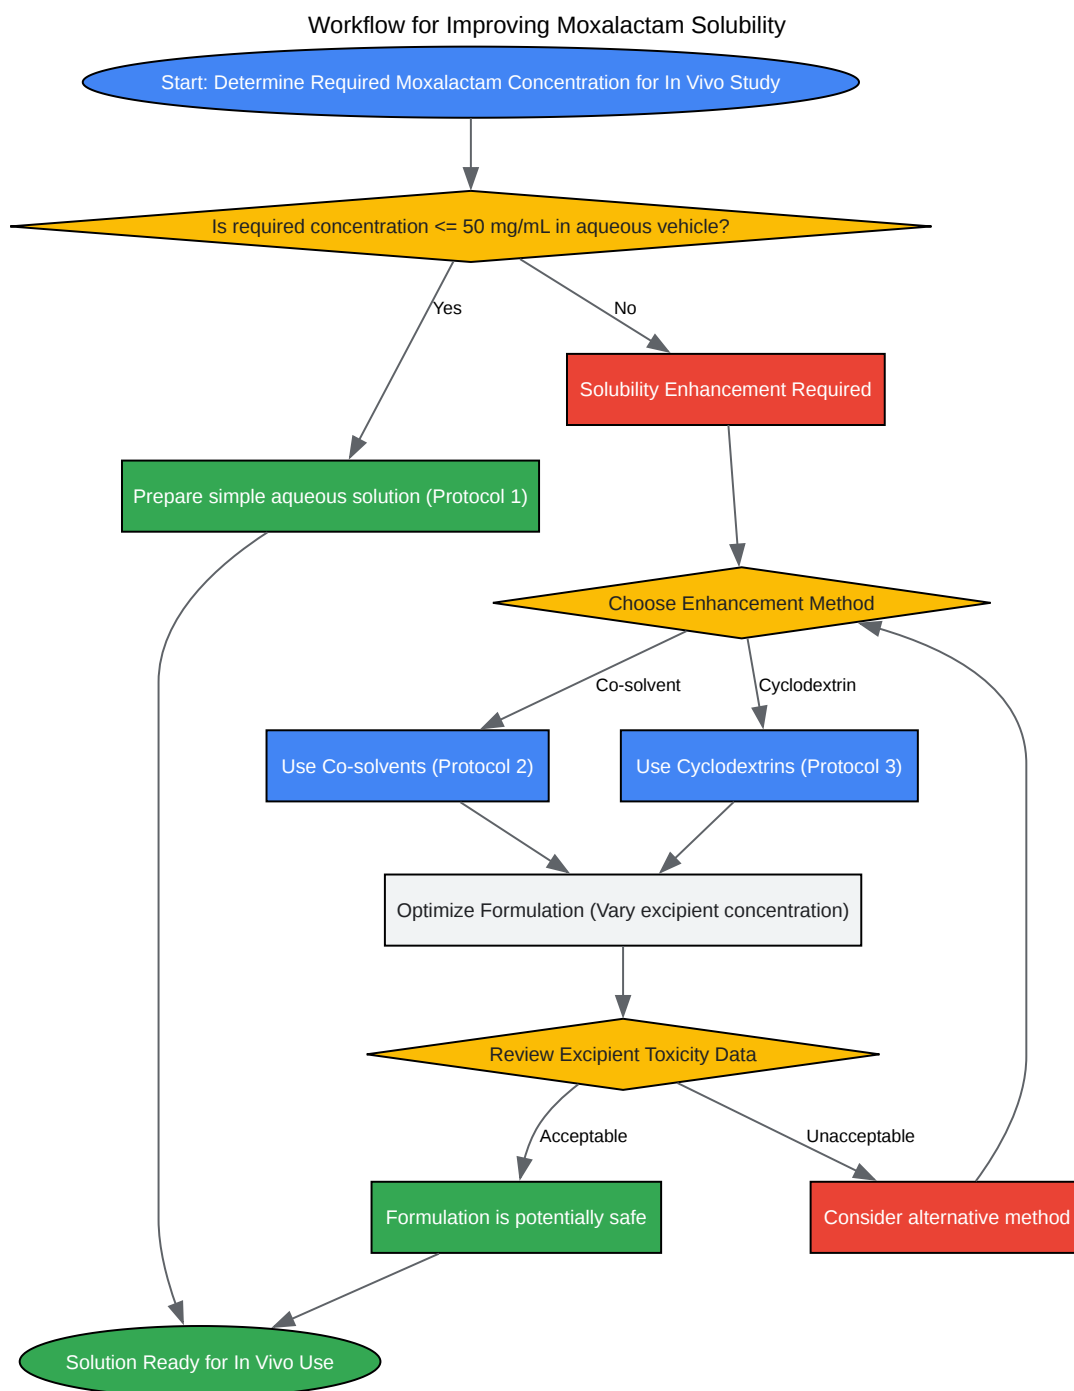 Workflow for Improving Moxalactam Solubility
Start: Determine Required Moxalactam Concentration for In Vivo Study
Is required concentration <= 50 mg/mL in aqueous vehicle?
Yes
No
Solubility Enhancement Required
Prepare simple aqueous solution (Protocol 1)
Choose Enhancement Method
Co-solvent
Cyclodextrin
Use Co-solvents (Protocol 2)
Use Cyclodextrins (Protocol 3)
Optimize Formulation (Vary excipient concentration)
Review Excipient Toxicity Data
Acceptable
Unacceptable
Formulation is potentially safe
Consider alternative method
Solution Ready for In Vivo Use